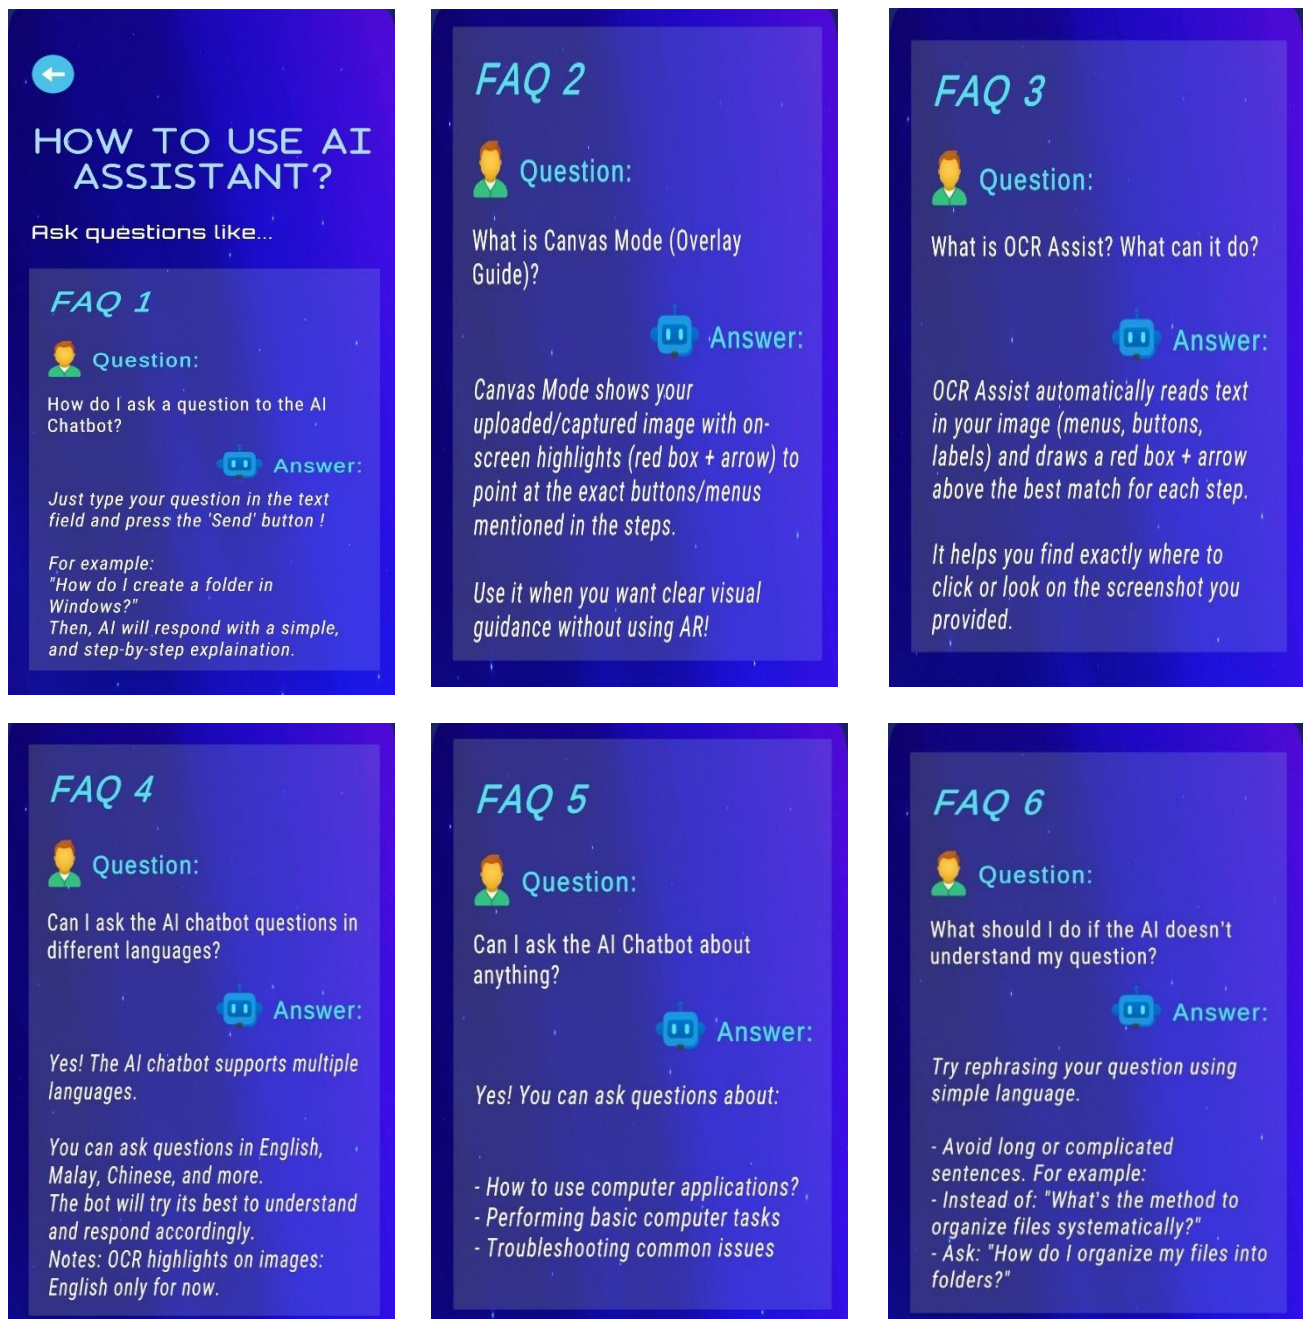 HOW TO USE AI
ASSISTANT?
Ask questions like...
FAQ 1
Question:
How do I ask a question to the AI
Chatbot?
Answer:
Just type your question in the text
field and press the 'Send' button !
For example:
"How do I create a folder in
Windows?"
Then, AI will respond with a simple,
and step-by-step explaination.
FAQ 2
Question:
What is Canvas Mode (Overlay
Guide)?
Answer:
Canvas Mode shows your
uploaded/captured image with on-
screen highlights (red box + arrow) to
point at the exact buttons/menus
mentioned in the steps.
Use it when you want clear visual
guidance without using AR!
FAQ 3
Question:
What is OCR Assist? What can it do?
Answer:
OCR Assist automatically reads text
in your image (menus, buttons,
labels) and draws a red box + arrow
above the best match for each step.
It helps you find exactly where to
click or look on the screenshot you
provided.
FAQ 4
Question:
Can I ask the AI chatbot questions in
different languages?
Answer:
Yes! The AI chatbot supports multiple
languages.
You can ask questions in English,
Malay, Chinese, and more.
The bot will try its best to understand
and respond accordingly.
Notes: OCR highlights on images:
English only for now.
FAQ 5
Question:
Can I ask the AI Chatbot about
anything?
Answer:
Yes! You can ask questions about:
- How to use computer applications?
- Performing basic computer tasks
- Troubleshooting common issues
FAQ 6
Question:
What should I do if the AI doesn't
understand my question?
Answer:
Try rephrasing your question using
simple language.
- Avoid long or complicated
sentences. For example:
- Instead of: "What's the method to
organize files systematically?"
- Ask: "How do I organize my files into
folders?"